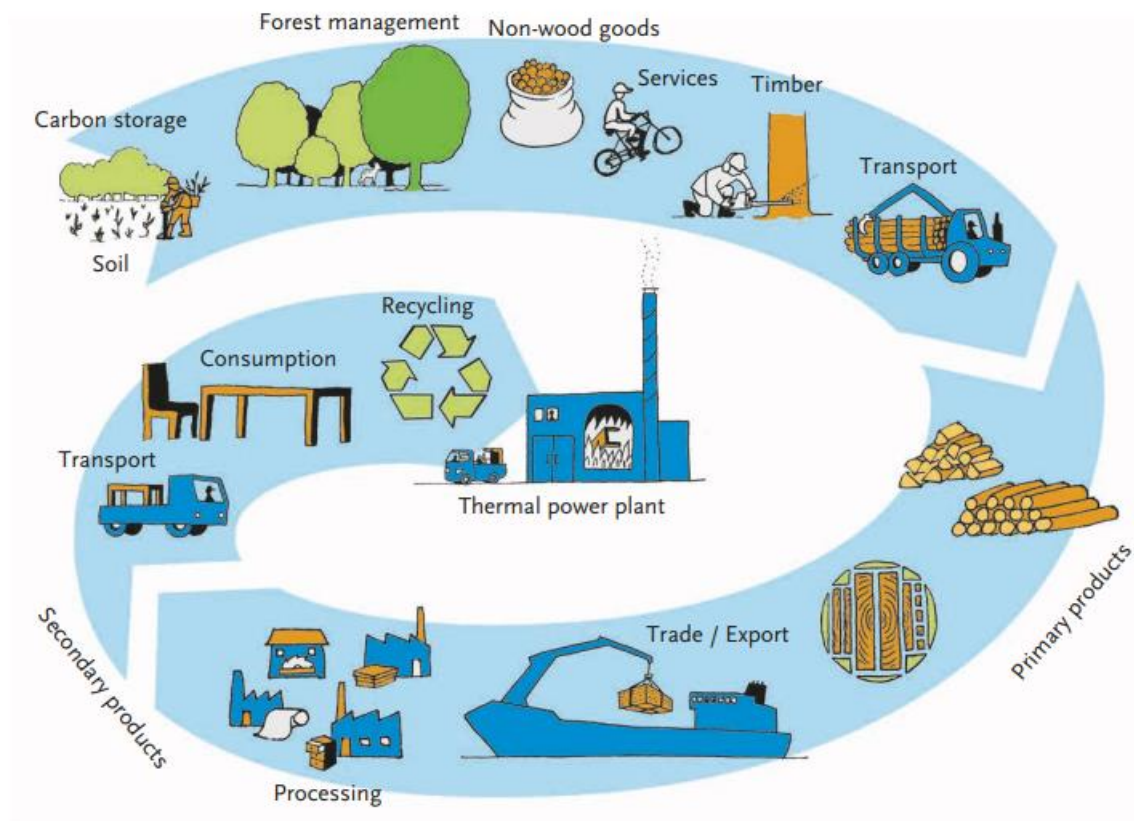 Forest management
Non-wood goods
Services
Timber
Carbon storage
Transport
Soil
Recycling
Consumption
Transport
Thermal power plant
Primary products
Trade / Export
Secondary products
Processing